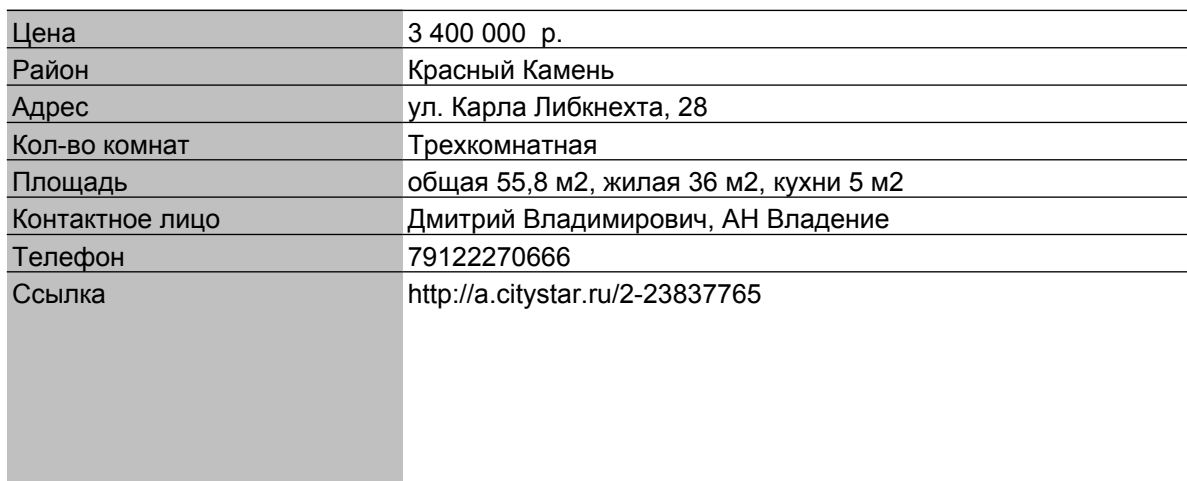 Цена 3 400 000 р.
Район Красный Камень
Адрес ул. Карла Либкнехта, 28
Кол-во комнат Трехкомнатная
Площадь общая 55,8 м2, жилая 36 м2, кухни 5 м2
Контактное лицо Дмитрий Владимирович, АН Владение
Телефон 79122270666
Ссылка http://a.citystar.ru/2-23837765